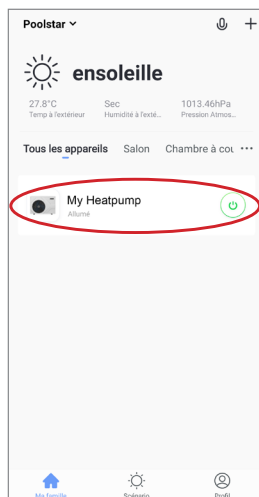 Poolstar
ensoleille
27.8°C Sec 1013.46hPa
Temp à l'extérieur Humidité à l'exté... Pression Atmos...
Tous les appareils Salon Chambre à cou ...
My Heatpump
Allumé
Ma famille Scénario Profil